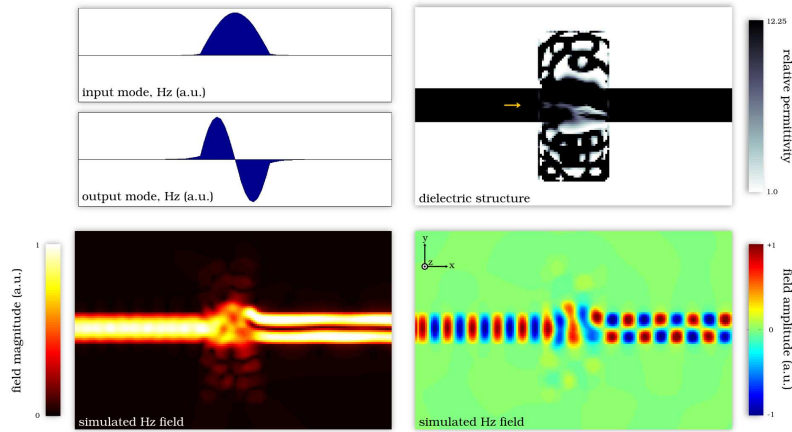 input mode, Hz (a.u.)
12.25
relative permittivity
1.0
output mode, Hz (a.u.)
dielectric structure
1
field magnitude (a.u.)
0
simulated Hz field
y
z
x
+1
field amplitude (a.u.)
0
-1
simulated Hz field